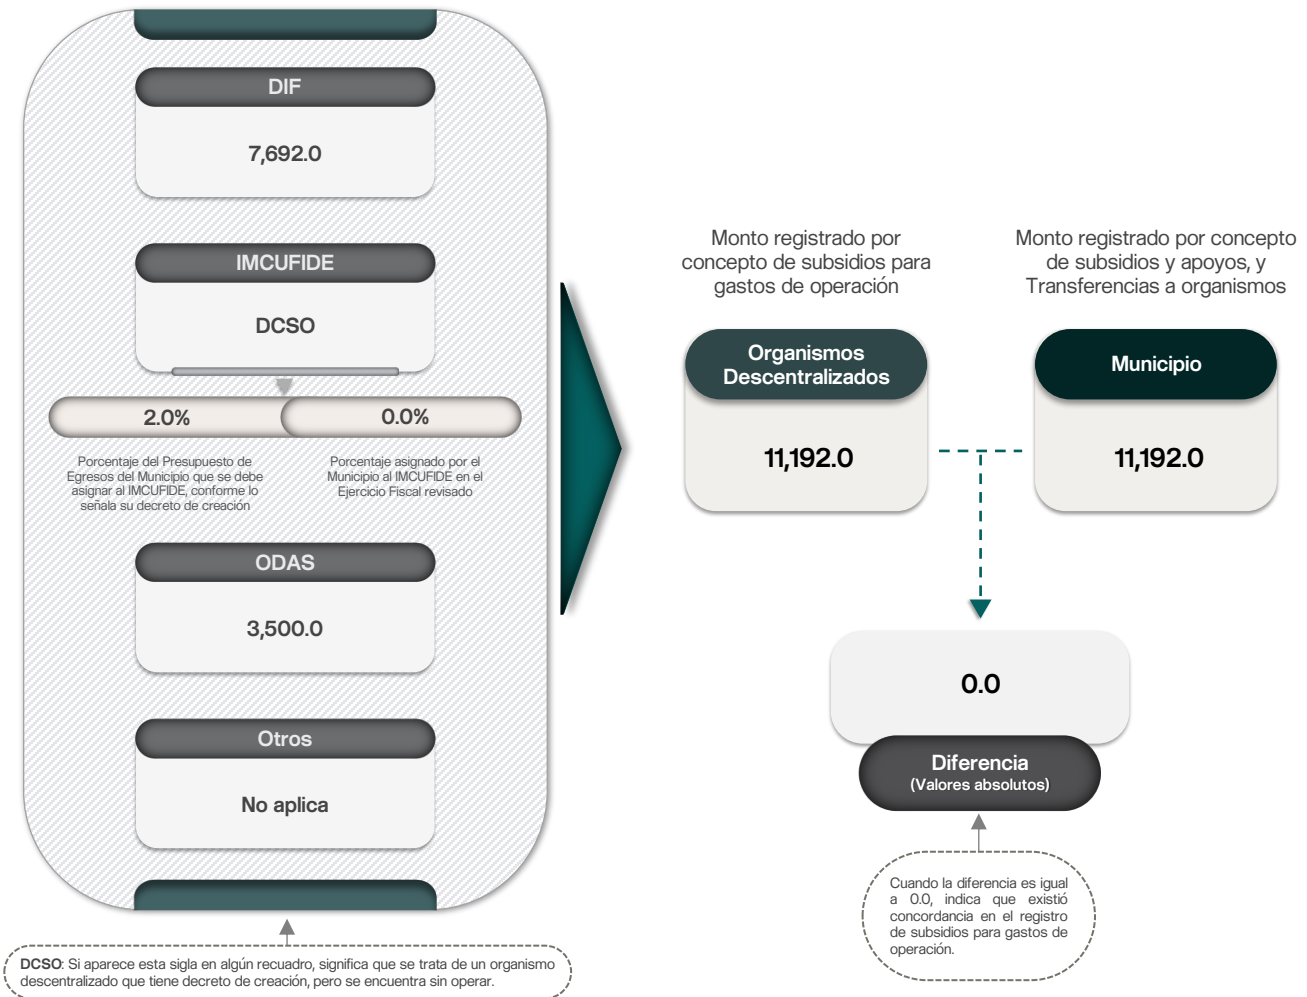 DIF
7,692.0
IMCUFIDE
DCSO
2.0%
0.0%
Porcentaje del Presupuesto de
Egresos del Municipio que se debe
asignar al IMCUFIDE, conforme lo
señala su decreto de creación
Porcentaje asignado por el
Municipio al IMCUFIDE en el
Ejercicio Fiscal revisado
ODAS
3,500.0
Otros
No aplica
DCSO: Si aparece esta sigla en algún recuadro, significa que se trata de un organismo
descentralizado que tiene decreto de creación, pero se encuentra sin operar.
Monto registrado por
concepto de subsidios para
gastos de operación
Organismos
Descentralizados
11,192.0
Monto registrado por concepto
de subsidios y apoyos, y
Transferencias a organismos
Municipio
11,192.0
0.0
Diferencia
(Valores absolutos)
Cuando la diferencia es igual
a 0.0, indica que existió
concordancia en el registro
de subsidios para gastos de
operación.